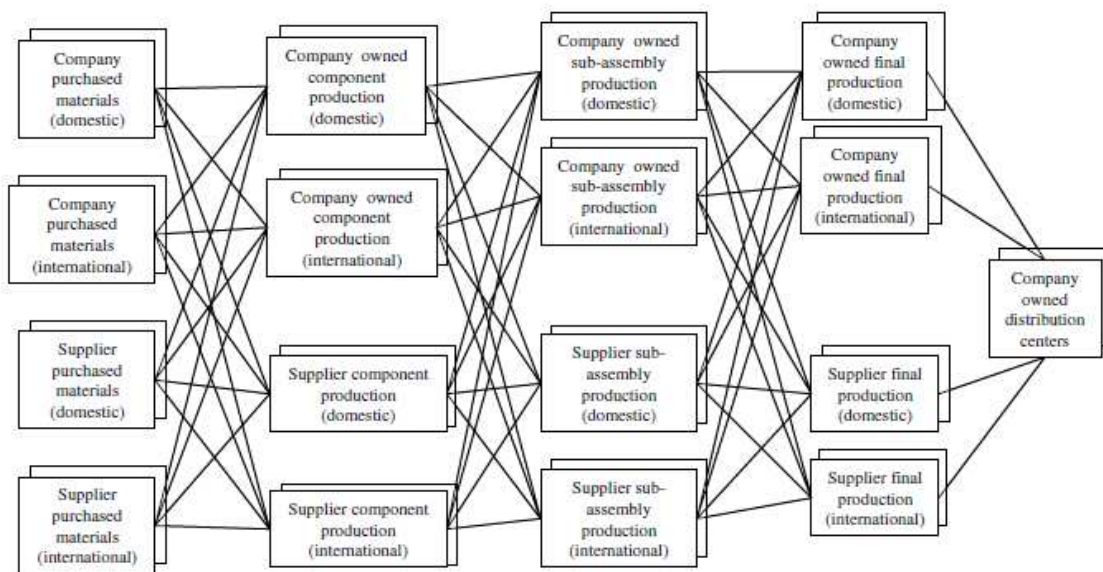 Company
purchased
materials
(domestic)
Company
purchased
materials
(international)
Supplier
purchased
materials
(domestic)
Supplier
purchased
materials
(international)
Company owned
component
production
(domestic)
Company owned
component
production
(international)
Supplier component
production
(domestic)
Supplier component
production
(international)
Company owned
sub-assembly
production
(domestic)
Company owned
sub-assembly
production
(international)
Supplier sub-
assembly
production
(domestic)
Supplier sub-
assembly
production
(international)
Company
owned final
production
(domestic)
Company
owned final
production
(international)
Supplier final
production
(domestic)
Supplier final
production
(international)
Company
owned
distribution
centers